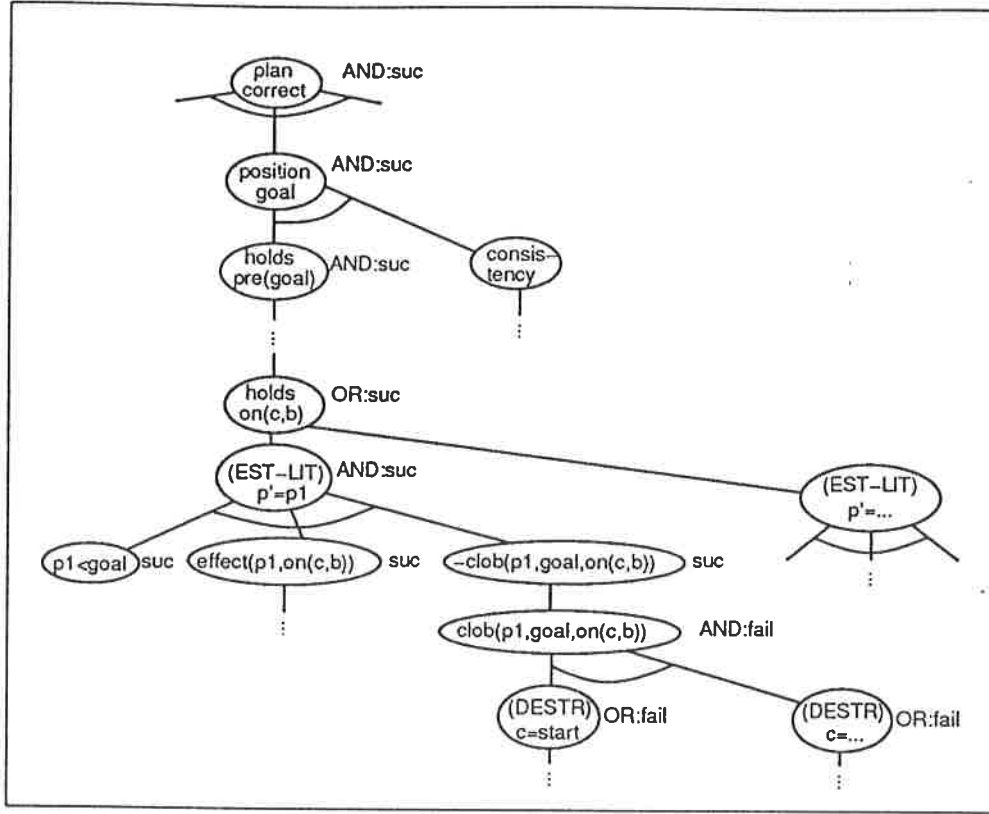 plan
correct
AND:suc
position
goal
AND:suc
holds
pre(goal)
AND:suc
consis-
tency
holds
on(c,b)
OR:suc
(EST-LIT)
p'=p1
AND:suc
(EST-LIT)
p'=...
p1<goal
suc
effect(p1,on(c,b))
suc
-clob(p1,goal,on(c,b))
suc
clob(p1,goal,on(c,b))
AND:fail
(DESTR)
c=start
OR:fail
(DESTR)
c=...
OR:fail